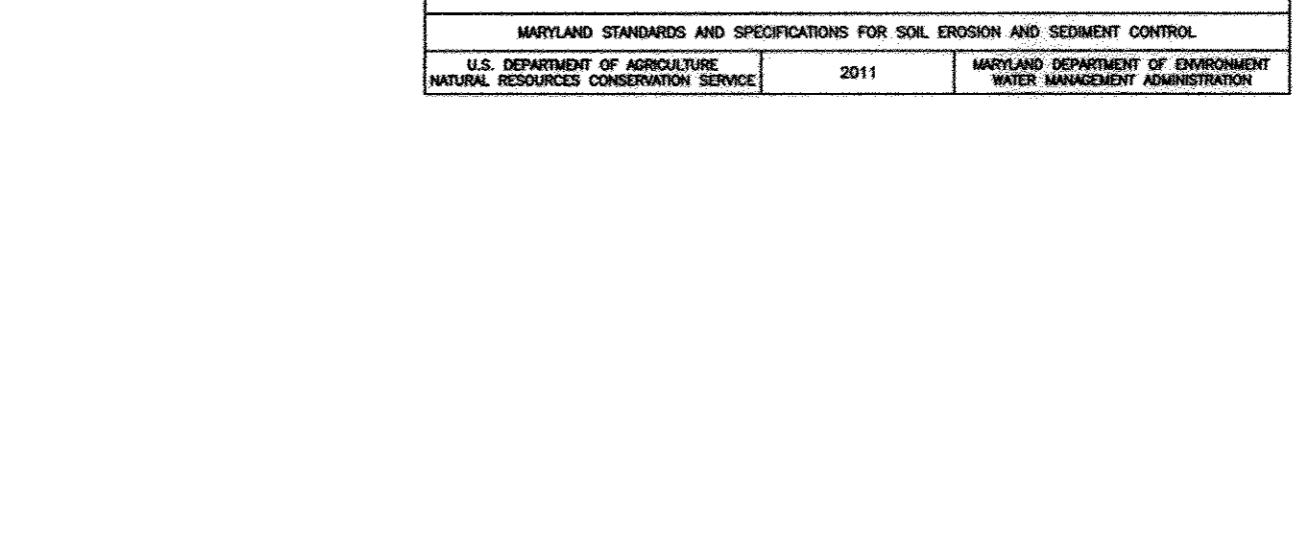 MARYLAND STANDARDS AND SPECIFICATIONS FOR SOIL EROSION AND SEDIMENT CONTROL
U.S. DEPARTMENT OF AGRICULTURE
NATURAL RESOURCES CONSERVATION SERVICE
2011
MARYLAND DEPARTMENT OF ENVIRONMENT
WATER MANAGEMENT ADMINISTRATION